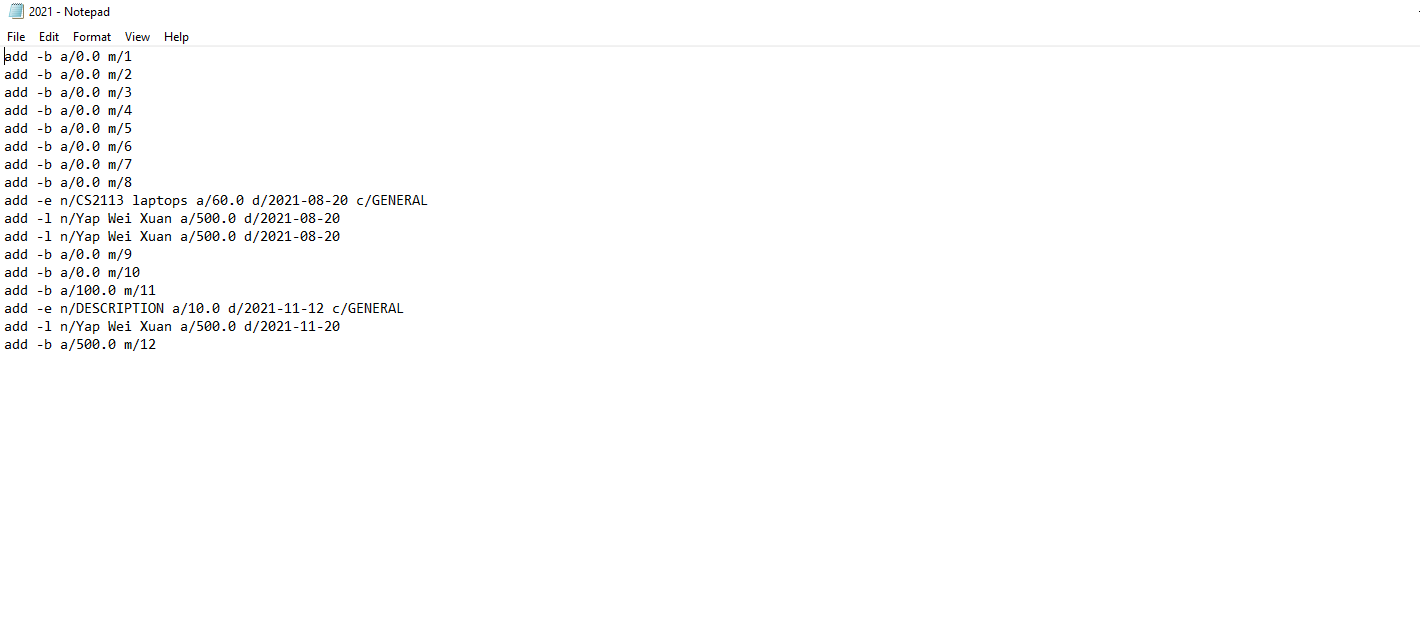 2021 - Notepad
File Edit Format View Help
add -b a/0.0 m/1
add -b a/0.0 m/2
add -b a/0.0 m/3
add -b a/0.0 m/4
add -b a/0.0 m/5
add -b a/0.0 m/6
add -b a/0.0 m/7
add -b a/0.0 m/8
add -e n/CS2113 laptops a/60.0 d/2021-08-20 c/GENERAL
add -l n/Yap Wei Xuan a/500.0 d/2021-08-20
add -l n/Yap Wei Xuan a/500.0 d/2021-08-20
add -b a/0.0 m/9
add -b a/0.0 m/10
add -b a/100.0 m/11
add -e n/DESCRIPTION a/10.0 d/2021-11-12 c/GENERAL
add -l n/Yap Wei Xuan a/500.0 d/2021-11-20
add -b a/500.0 m/12